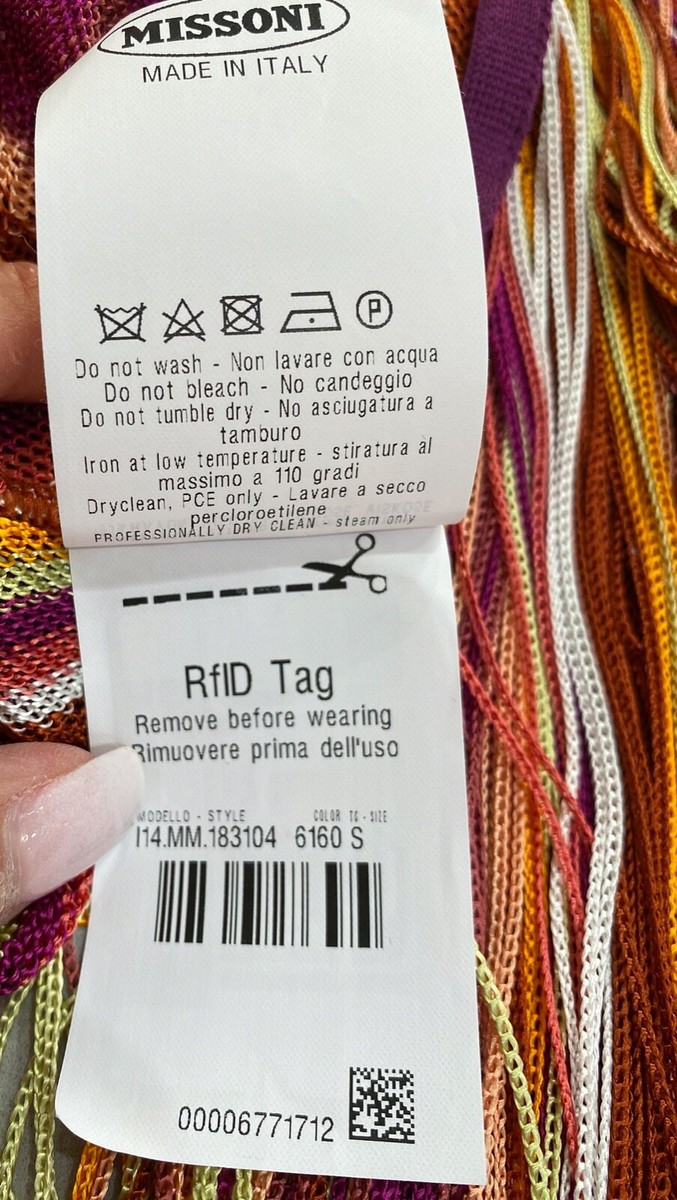 MISSONI
MADE IN ITALY
P
Do not wash - Non lavare con acqua
Do not bleach - No candeggio
Do not tumble dry - No asciugatura a
tamburo
Iron at low temperature - stiratura al
massimo a 110 gradi
Dryclean, PCE only - Lavare a secco
percloroetilene
PROFESSIONALLY DRY CLEAN - steam only
RfID Tag
Remove before wearing
Rimuovere prima dell'uso
MODELLO - STYLE COLOR TG - SIZE
I14.MM.183104 6160 S
00006771712